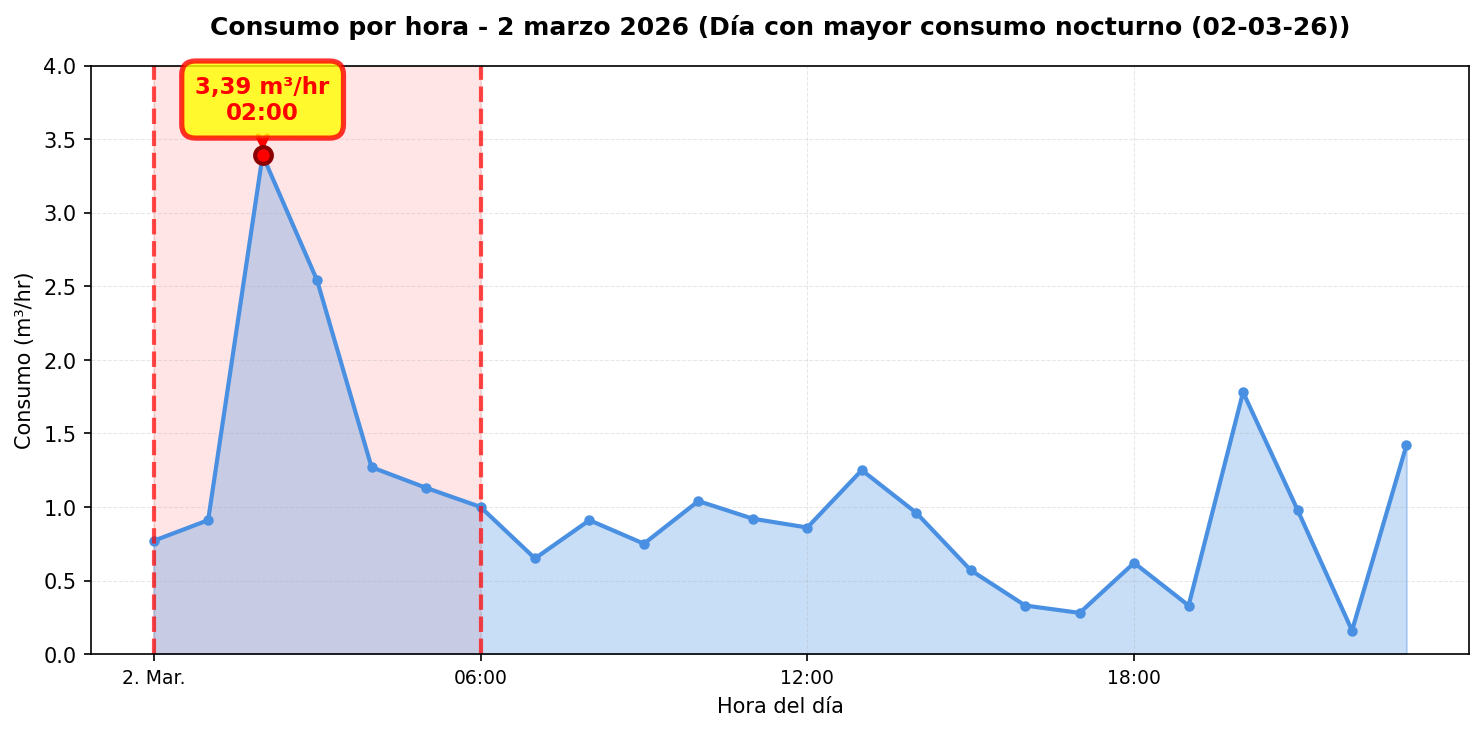 Consumo por hora - 2 marzo 2026 (Día con mayor consumo nocturno (02-03-26))
3,39 m³/hr
02:00
Consumo (m³/hr)
4.0
3.5
3.0
2.5
2.0
1.5
1.0
0.5
0.0
2. Mar.
06:00
12:00
18:00
Hora del día